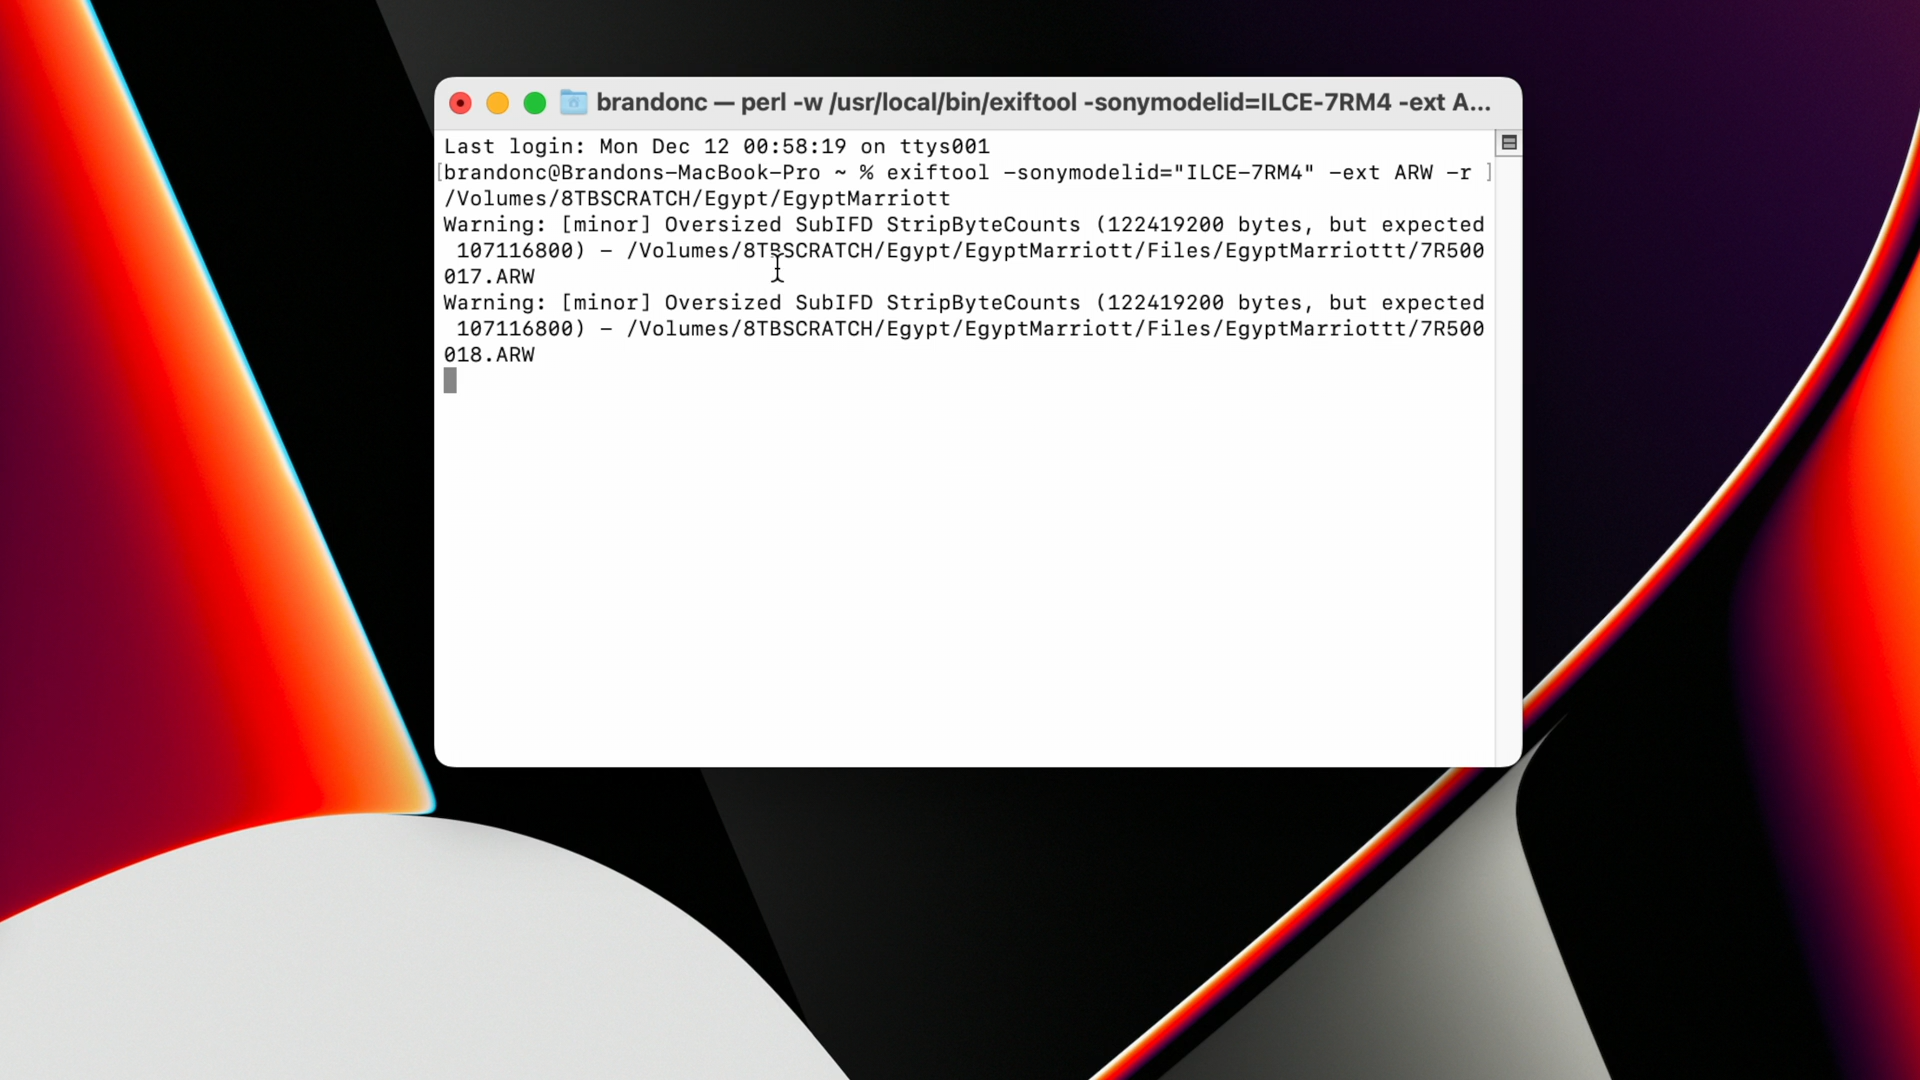 brandonc — perl -w /usr/local/bin/exiftool -sonymodelid=ILCE-7RM4 -ext A...
Last login: Mon Dec 12 00:58:19 on ttys001
[brandonc@Brandons-MacBook-Pro ~ % exiftool -sonymodelid="ILCE-7RM4" -ext ARW -r ]
/Volumes/8TBSCRATCH/Egypt/EgyptMarriott
Warning: [minor] Oversized SubIFD StripByteCounts (122419200 bytes, but expected
107116800) - /Volumes/8TBSCRATCH/Egypt/EgyptMarriott/Files/EgyptMarriottt/7R500
017.ARW
Warning: [minor] Oversized SubIFD StripByteCounts (122419200 bytes, but expected
107116800) - /Volumes/8TBSCRATCH/Egypt/EgyptMarriott/Files/EgyptMarriottt/7R500
018.ARW